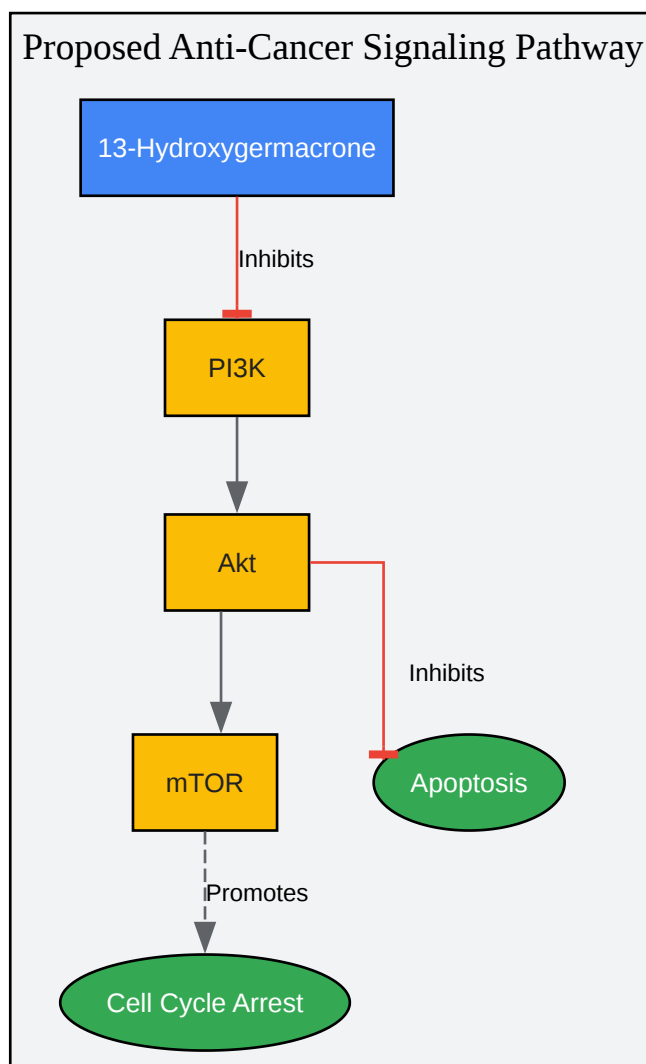 Proposed Anti-Cancer Signaling Pathway
13-Hydroxygermacrone
Inhibits
PI3K
Akt
Inhibits
mTOR
Apoptosis
Promotes
Cell Cycle Arrest